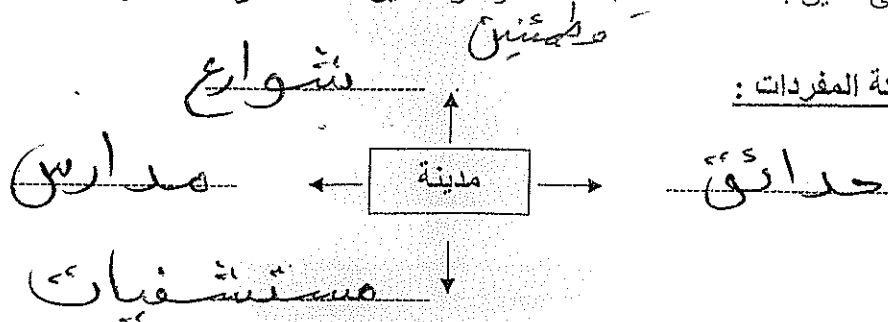 مطمئنين
شوارع
المفردات :
مدارس
مدينة
حدائق
مستشفيات